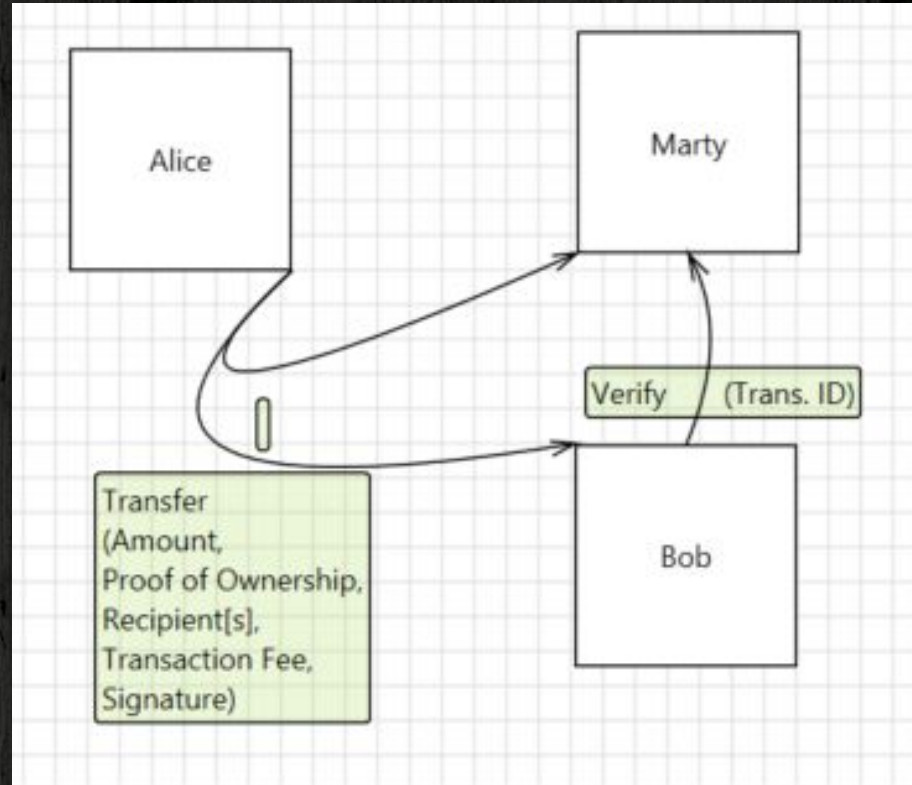 Alice
Marty
Verify (Trans. ID)
Transfer
(Amount,
Proof of Ownership,
Recipient[s],
Transaction Fee,
Signature)
Bob